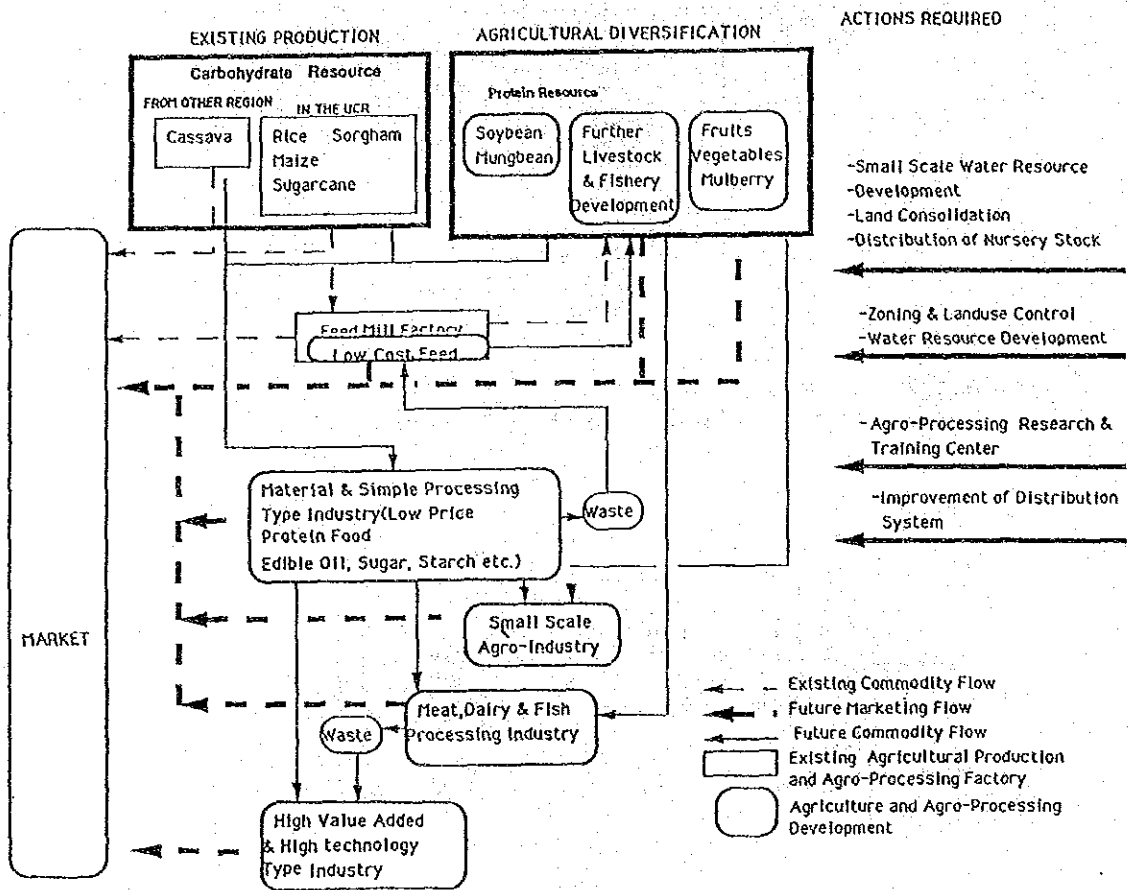 ACTIONS REQUIRED
EXISTING PRODUCTION
AGRICULTURAL DIVERSIFICATION
Carbohydrate Resource
FROM OTHER REGION
IN THE UCR
Cassava
Rice Sorgham
Maize
Sugarcane
Protein Resource
Soybean
Mungbean
Further
Livestock
& Fishery
Development
Fruits
Vegetables
Mulberry
-Small Scale Water Resource
-Development
-Land Consolidation
-Distribution of Nursery Stock
Feed Mill Factory
Low Cost Feed
-Zoning & Landuse Control
-Water Resource Development
-Agro-Processing Research &
Training Center
-Improvement of Distribution
System
Material & Simple Processing
Type Industry(Low Price
Protein Food
Edible Oil, Sugar, Starch etc.)
Waste
MARKET
Small Scale
Agro-Industry
Meat,Dairy & Fish
Processing Industry
Waste
High Value Added
& High technology
Type Industry
Existing Commodity Flow
Future Marketing Flow
Future Commodity Flow
Existing Agricultural Production
and Agro-Processing Factory
Agriculture and Agro-Processing
Development